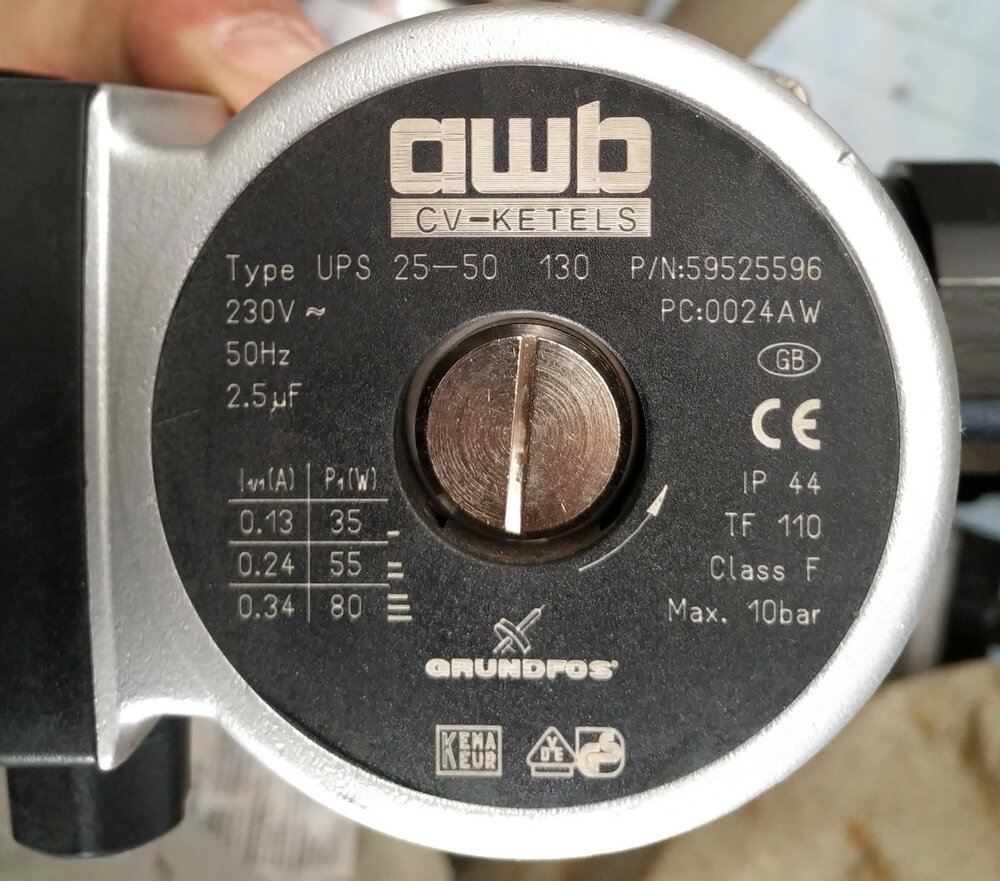 awb
CV-KETELS
Type UPS 25-50 130 P/N:59525596
230V ~ PC:0024AW
50Hz GB
2.5µF CE
I₁/₁(A) P₁(W) IP 44
0.13 35 TF 110
0.24 55 Class F
0.34 80 Max. 10bar
GRUNDFOS
KEMA
KEUR
VDE